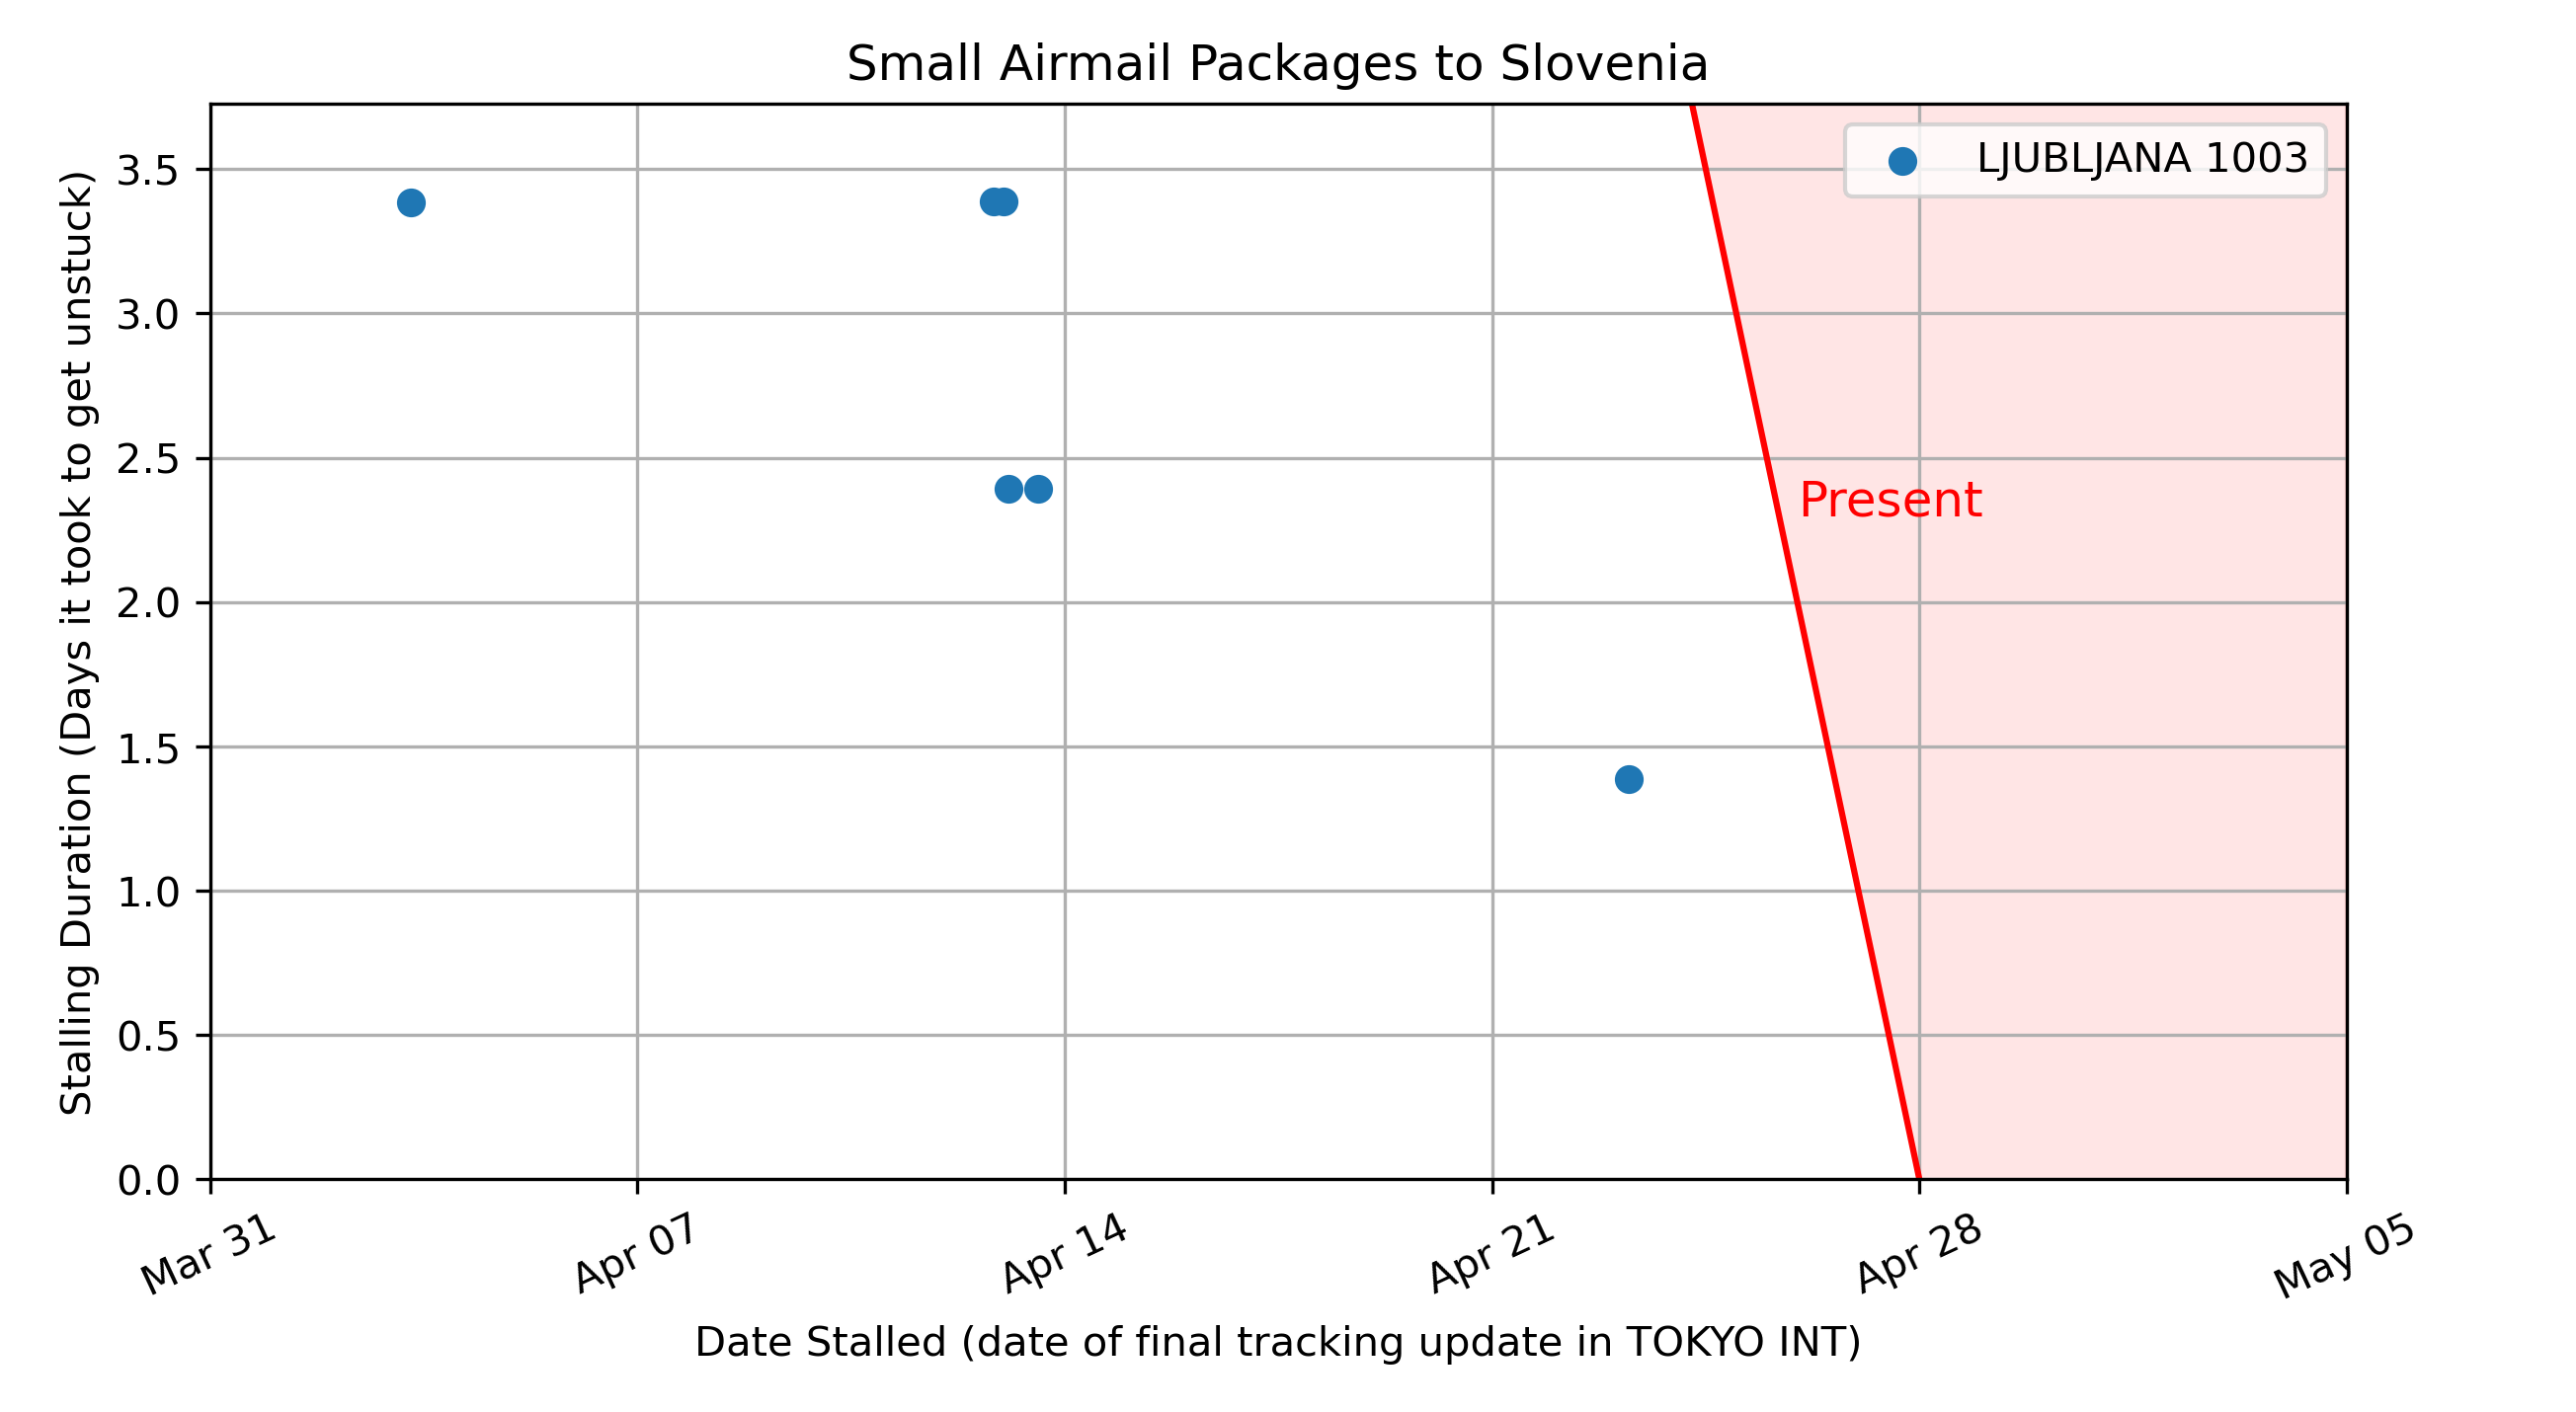 Small Airmail Packages to Slovenia
LJUBLJANA 1003
Present
Stalling Duration (Days it took to get unstuck)
3.5
3.0
2.5
2.0
1.5
1.0
0.5
0.0
Mar 31
Apr 07
Apr 14
Apr 21
Apr 28
May 05
Date Stalled (date of final tracking update in TOKYO INT)